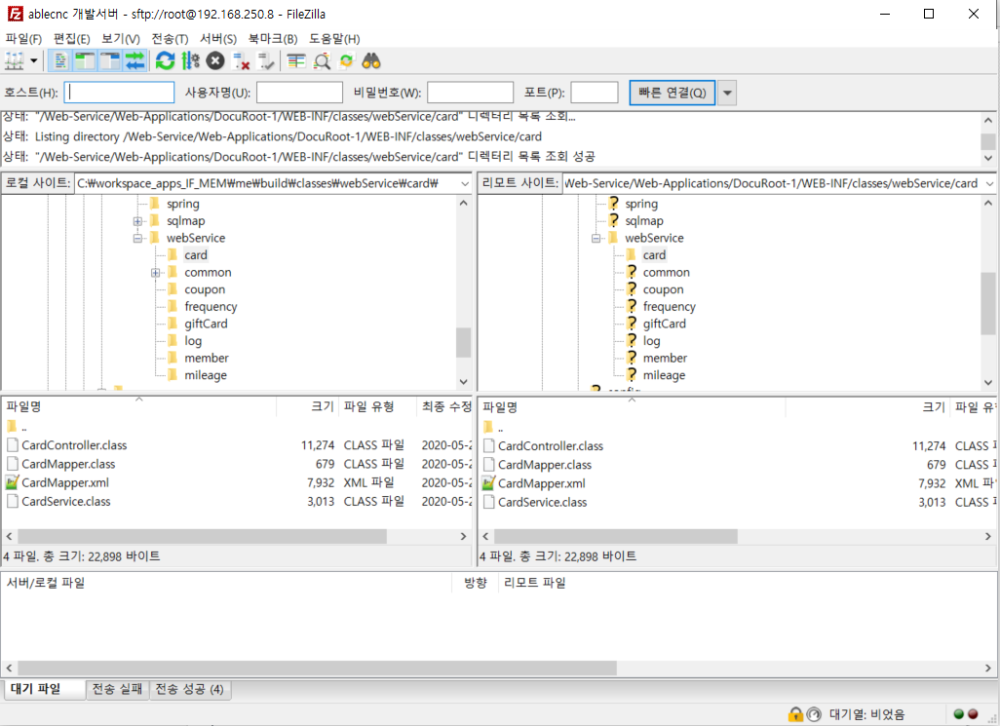 ablecnc 개발서버 - sftp://root@192.168.250.8 - FileZilla
파일(F) 편집(E) 보기(V) 전송(T) 서버(S) 북마크(B) 도움말(H)
호스트(H): 사용자명(U): 비밀번호(W): 포트(P): 빠른 연결(Q)
상태: "/Web-Service/Web-Applications/DocuRoot-1/WEB-INF/classes/webService/card" 디렉터리 목록 조회...
상태: Listing directory /Web-Service/Web-Applications/DocuRoot-1/WEB-INF/classes/webService/card
상태: "/Web-Service/Web-Applications/DocuRoot-1/WEB-INF/classes/webService/card" 디렉터리 목록 조회 성공
로컬 사이트: C:₩workspace_apps_IF_MEM₩me₩build₩classes₩webService₩card₩
spring
sqlmap
webService
card
common
coupon
frequency
giftCard
log
member
mileage
리모트 사이트: Web-Service/Web-Applications/DocuRoot-1/WEB-INF/classes/webService/card
spring
sqlmap
webService
card
common
coupon
frequency
giftCard
log
member
mileage
config
파일명 크기 파일 유형 최종 수정
..
CardController.class 11,274 CLASS 파일 2020-05-2
CardMapper.class 679 CLASS 파일 2020-05-2
CardMapper.xml 7,932 XML 파일 2020-05-2
CardService.class 3,013 CLASS 파일 2020-05-2
4 파일. 총 크기: 22,898 바이트
파일명 크기 파일 유
..
CardController.class 11,274 CLASS 파
CardMapper.class 679 CLASS 파
CardMapper.xml 7,932 XML 파
CardService.class 3,013 CLASS 파
4 파일. 총 크기: 22,898 바이트
서버/로컬 파일 방향 리모트 파일
대기 파일 전송 실패 전송 성공 (4)
대기열: 비었음